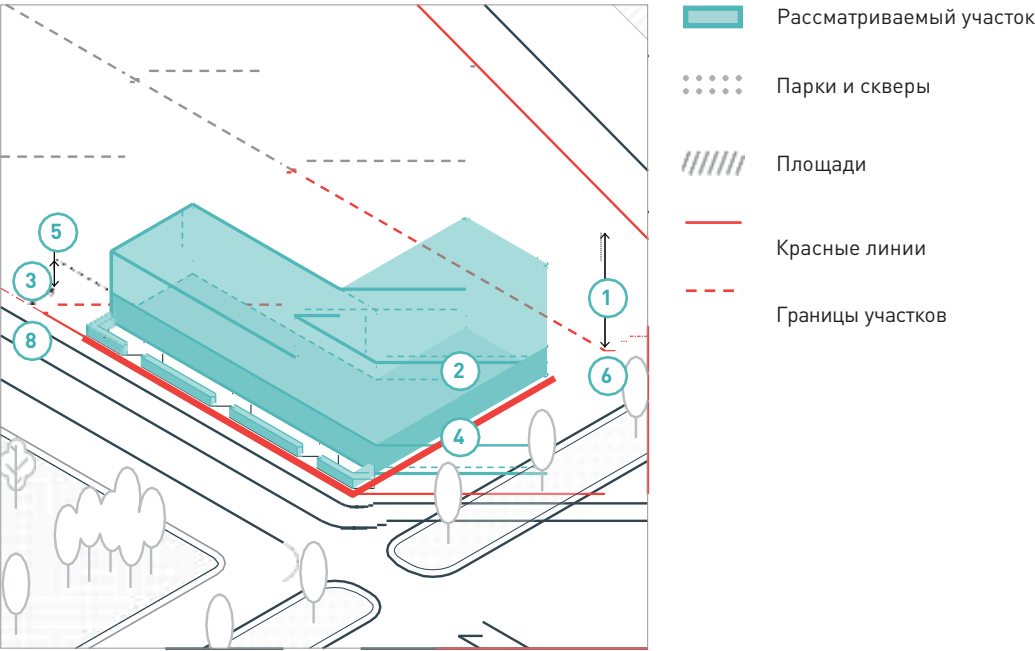 Рассматриваемый участок
Парки и скверы
Площади
Красные линии
Границы участков
5
3
8
1
6
2
4